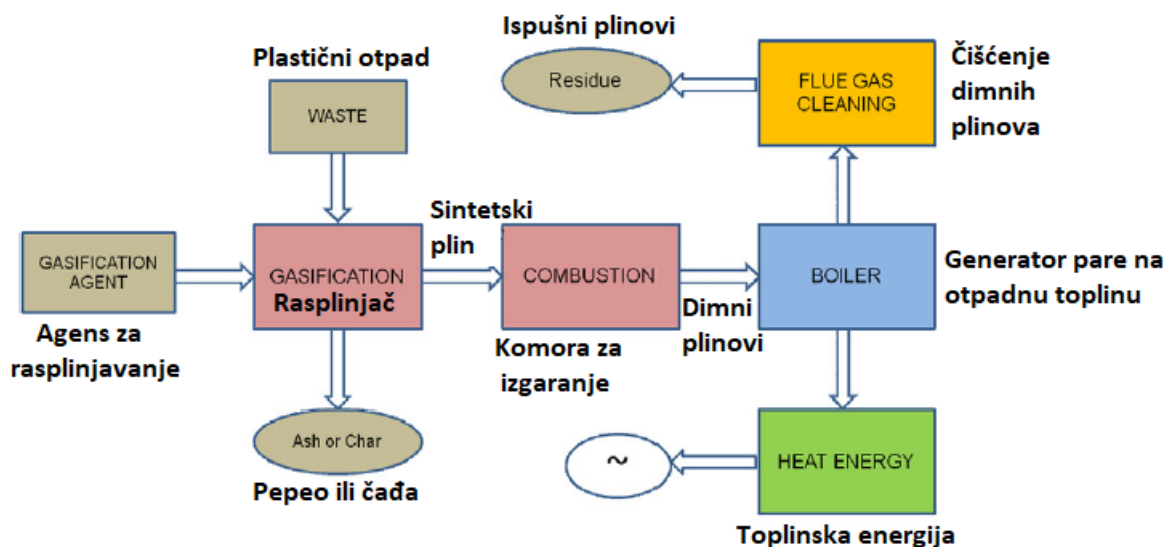 Ispušni plinovi
Plastični otpad
Residue
FLUE GAS
CLEANING
Čišćenje
dimnih
plinova
WASTE
Sintetski
plin
GASIFICATION
AGENT
GASIFICATION
Rasplinjač
COMBUSTION
BOILER
Generator pare na
otpadnu toplinu
Agens za
rasplinjavanje
Komora za
izgaranje
Dimni
plinovi
Ash or Char
~
HEAT ENERGY
Pepeo ili čađa
Toplinska energija